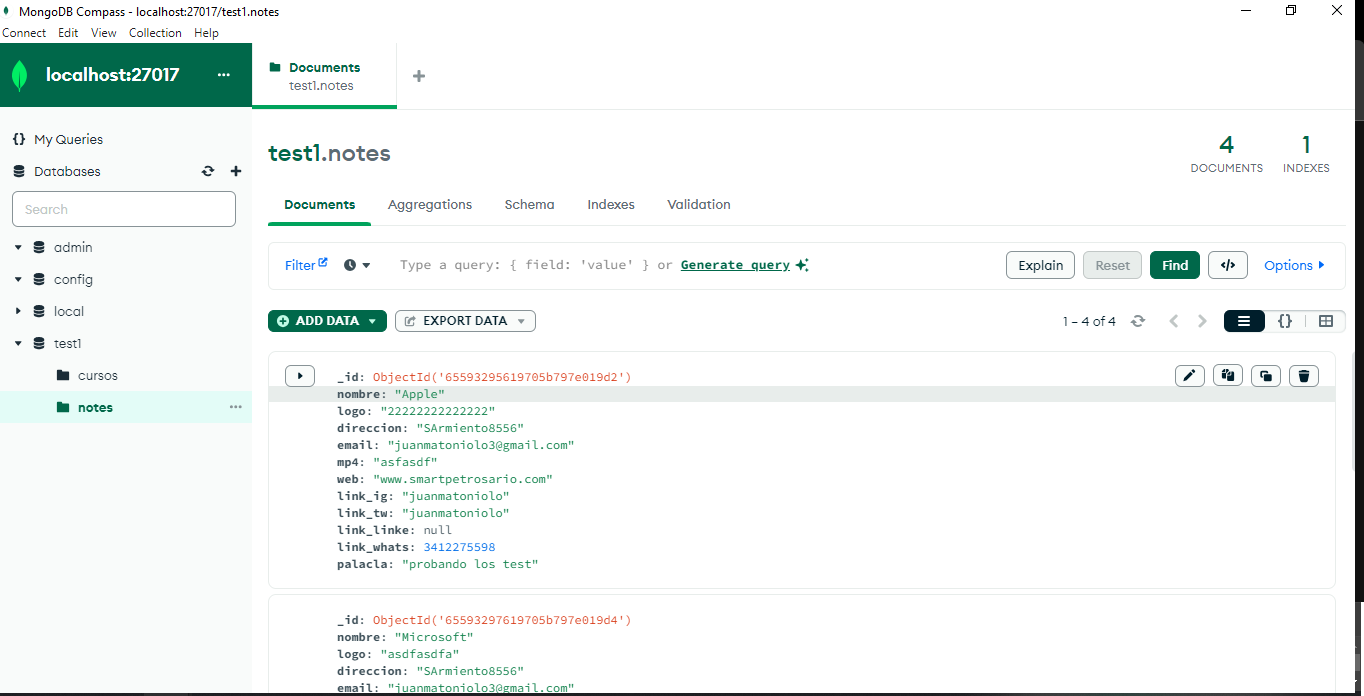 MongoDB Compass - localhost:27017/test1.notes
Connect Edit View Collection Help
localhost:27017 ...
Documents
test1.notes
+
{} My Queries
Databases
Search
admin
config
local
test1
cursos
notes ...
test1.notes
4
DOCUMENTS
1
INDEXES
Documents Aggregations Schema Indexes Validation
Filter Type a query: { field: 'value' } or Generate query Explain Reset Find </> Options
ADD DATA EXPORT DATA 1 – 4 of 4 {}
_id: ObjectId('65593295619705b797e019d2')
nombre: "Apple"
logo: "22222222222222"
direccion: "SArmiento8556"
email: "juanmatoniolo3@gmail.com"
mp4: "asfasdf"
web: "www.smartpetrosario.com"
link_ig: "juanmatoniolo"
link_tw: "juanmatoniolo"
link_linke: null
link_whats: 3412275598
palacla: "probando los test"
_id: ObjectId('65593297619705b797e019d4')
nombre: "Microsoft"
logo: "asdfasdfa"
direccion: "SArmiento8556"
email: "juanmatoniolo3@gmail.com"